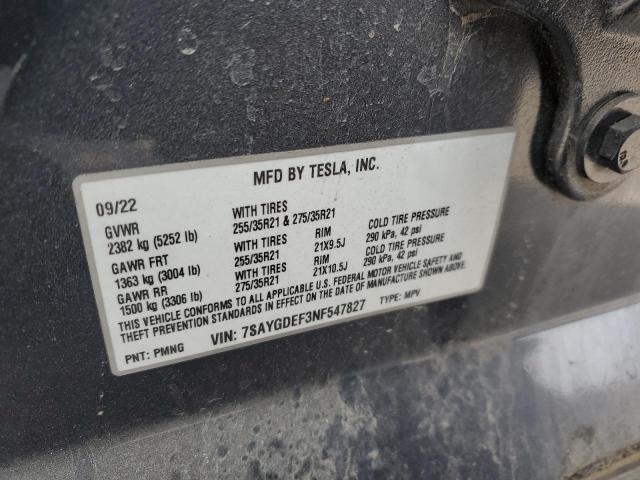 MFD BY TESLA, INC.
09/22
GVWR WITH TIRES
2382 kg (5252 lb) 255/35R21 & 275/35R21 COLD TIRE PRESSURE
GAWR FRT WITH TIRES RIM 290 kPa, 42 psi
1363 kg (3004 lb) 255/35R21 21X9.5J COLD TIRE PRESSURE
GAWR RR WITH TIRES RIM 290 kPa, 42 psi
1500 kg (3306 lb) 275/35R21 21X10.5J
THIS VEHICLE CONFORMS TO ALL APPLICABLE U.S. FEDERAL MOTOR VEHICLE SAFETY AND
THEFT PREVENTION STANDARDS IN EFFECT ON THE DATE OF MANUFACTURE SHOWN ABOVE.
PNT: PMNG VIN: 7SAYGDEF3NF547827 TYPE: MPV